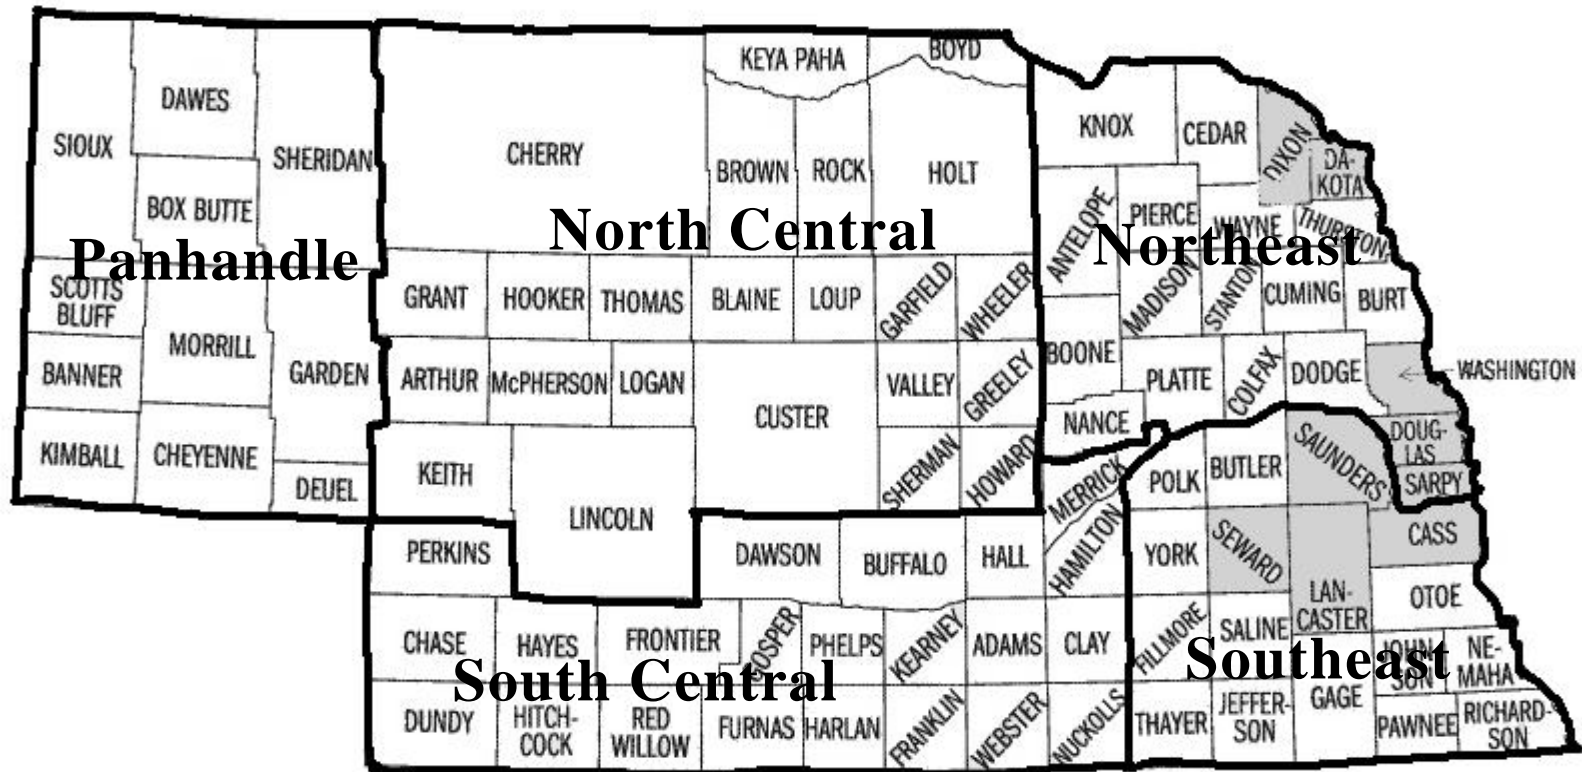 BOYD
KEYA PAHA
DAWES
KNOX
CEDAR
SIOUX
SHERIDAN
CHERRY
BROWN
ROCK
HOLT
DIXON
DA-
KOTA
BOX BUTTE
ANTELOPE
PIERCE
WAYNE
THURSTON
Panhandle
North Central
Northeast
SCOTTS
BLUFF
GRANT
HOOKER
THOMAS
BLAINE
LOUP
GARFIELD
WHEELER
MADISON
STANTON
CUMING
BURT
MORRILL
BANNER
GARDEN
ARTHUR
McPHERSON
LOGAN
CUSTER
VALLEY
GREELEY
BOONE
PLATTE
COLFAX
DODGE
WASHINGTON
NANCE
KIMBALL
CHEYENNE
DEUEL
KEITH
LINCOLN
SHERMAN
HOWARD
MERRICK
POLK
BUTLER
SAUNDERS
DOUG-
LAS
SARPY
PERKINS
DAWSON
BUFFALO
HALL
HAMILTON
YORK
SEWARD
CASS
LAN-
CASTER
OTOE
CHASE
HAYES
FRONTIER
GOSPER
PHELPS
KEARNEY
ADAMS
CLAY
FILLMORE
SALINE
JOHN-
SON
NE-
MAHA
South Central
Southeast
DUNDY
HITCH-
COCK
RED
WILLOW
FURNAS
HARLAN
FRANKLIN
WEBSTER
NUCKOLLS
THAYER
JEFFER-
SON
GAGE
PAWNEE
RICHARD-
SON